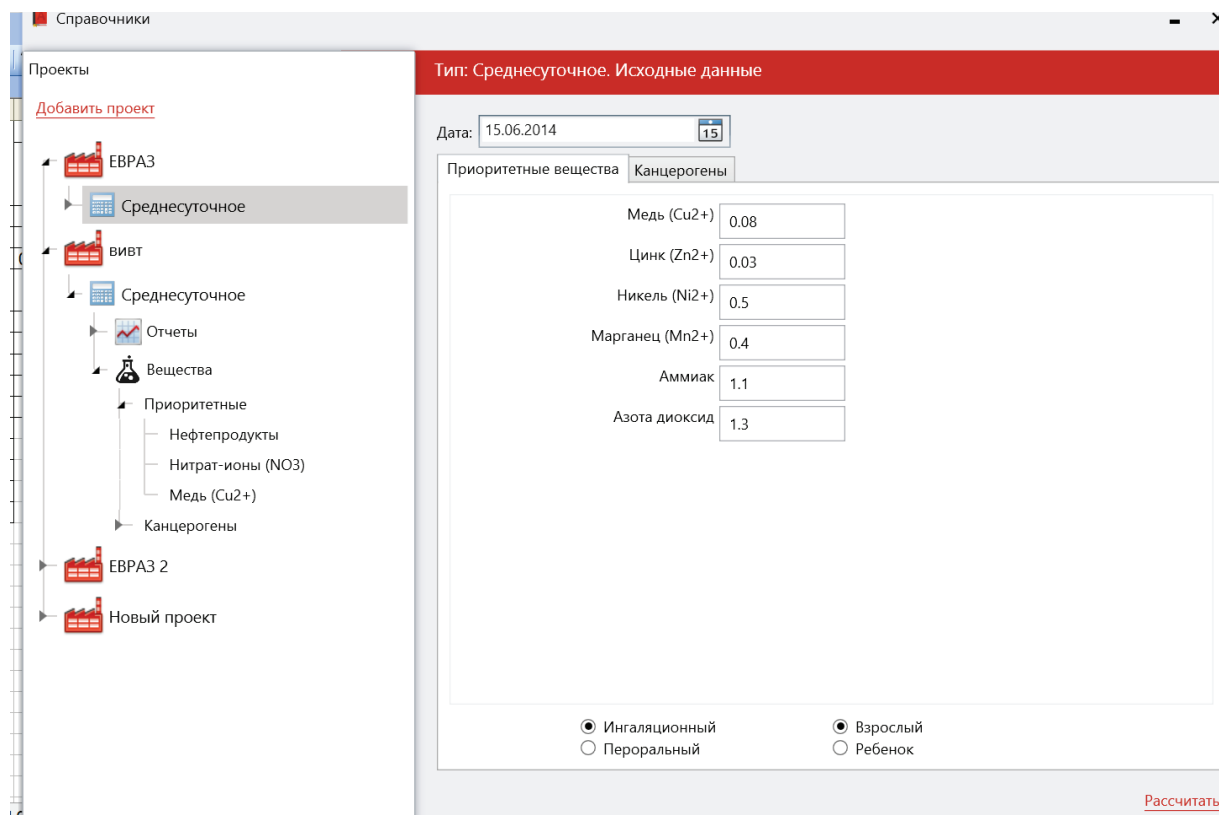 Справочники
Проекты
Добавить проект
ЕВРАЗ
Среднесуточное
вивт
Среднесуточное
Отчеты
Вещества
Приоритетные
Нефтепродукты
Нитрат-ионы (NO3)
Медь (Cu2+)
Канцерогены
ЕВРАЗ 2
Новый проект
Тип: Среднесуточное. Исходные данные
Дата: 15.06.2014 15
Приоритетные вещества Канцерогены
Медь (Cu2+) 0.08
Цинк (Zn2+) 0.03
Никель (Ni2+) 0.5
Марганец (Mn2+) 0.4
Аммиак 1.1
Азота диоксид 1.3
Ингаляционный Взрослый
Пероральный Ребенок
Рассчитать